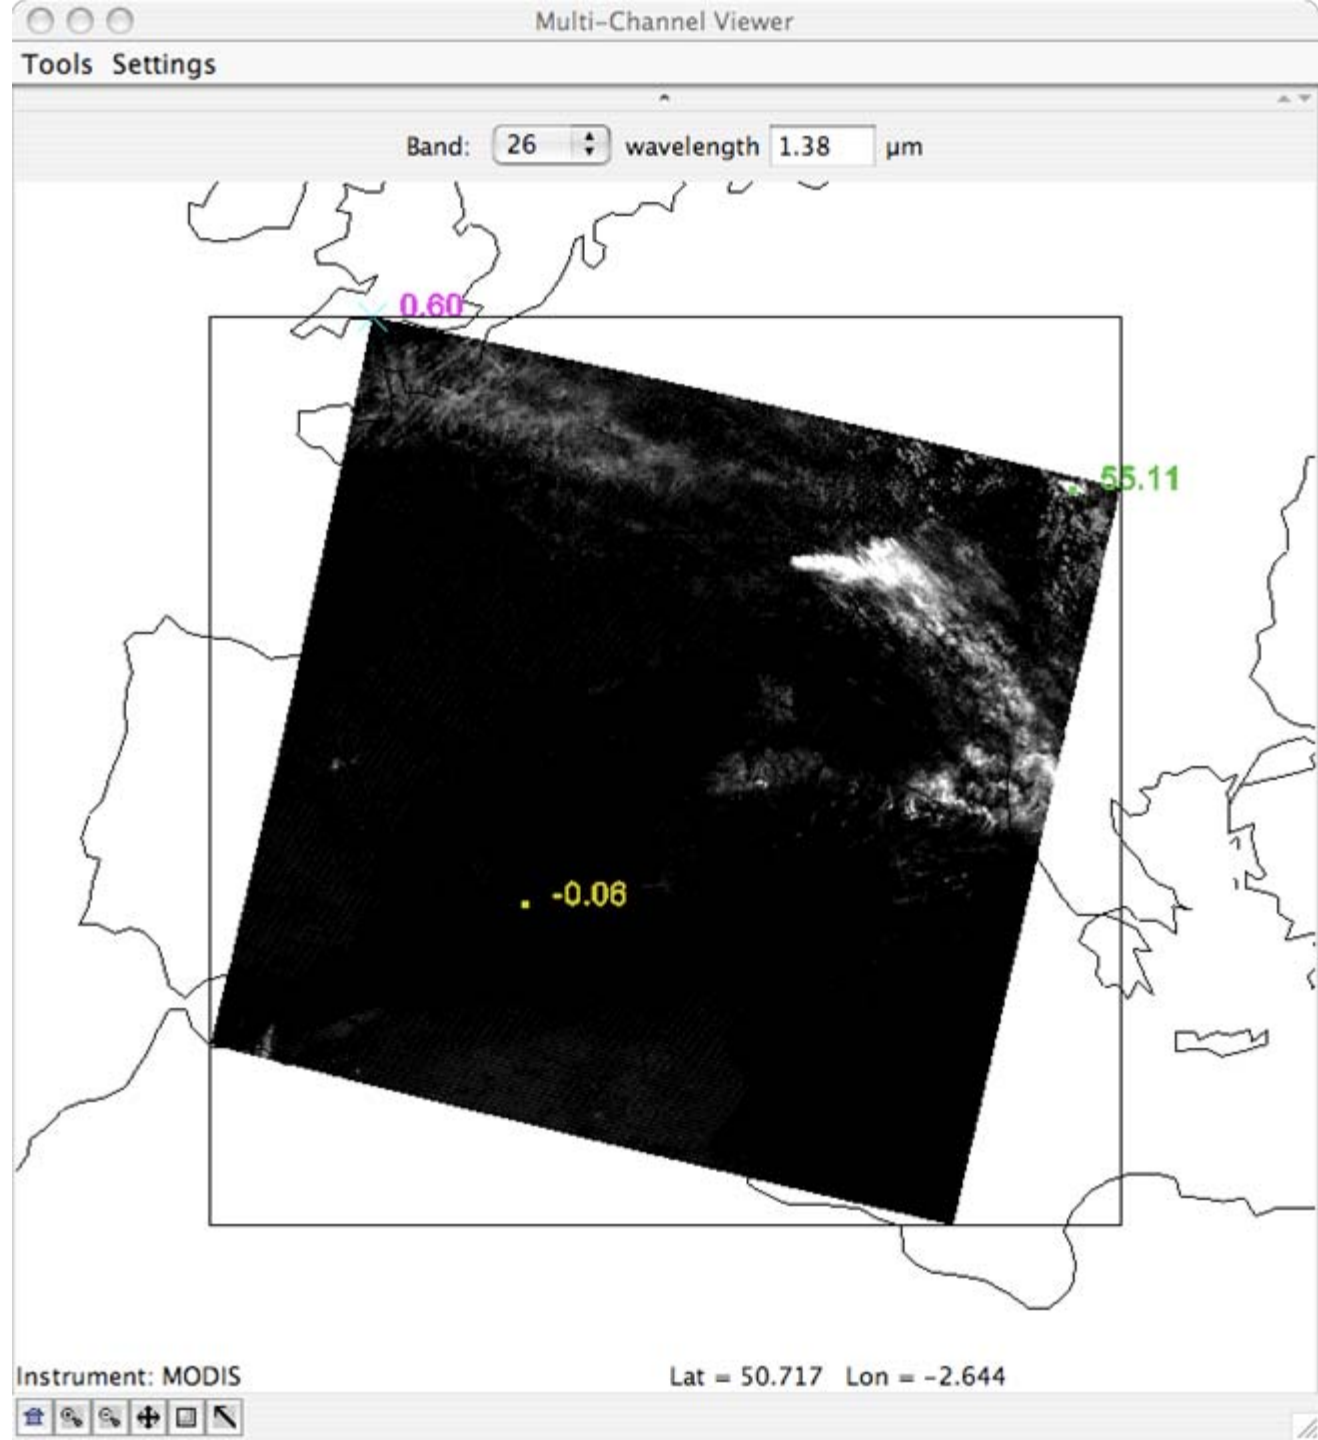 Multi-Channel Viewer
Tools Settings
Band: 26 wavelength 1.38 µm
0.60
55.11
-0.06
Instrument: MODIS Lat = 50.717 Lon = -2.644